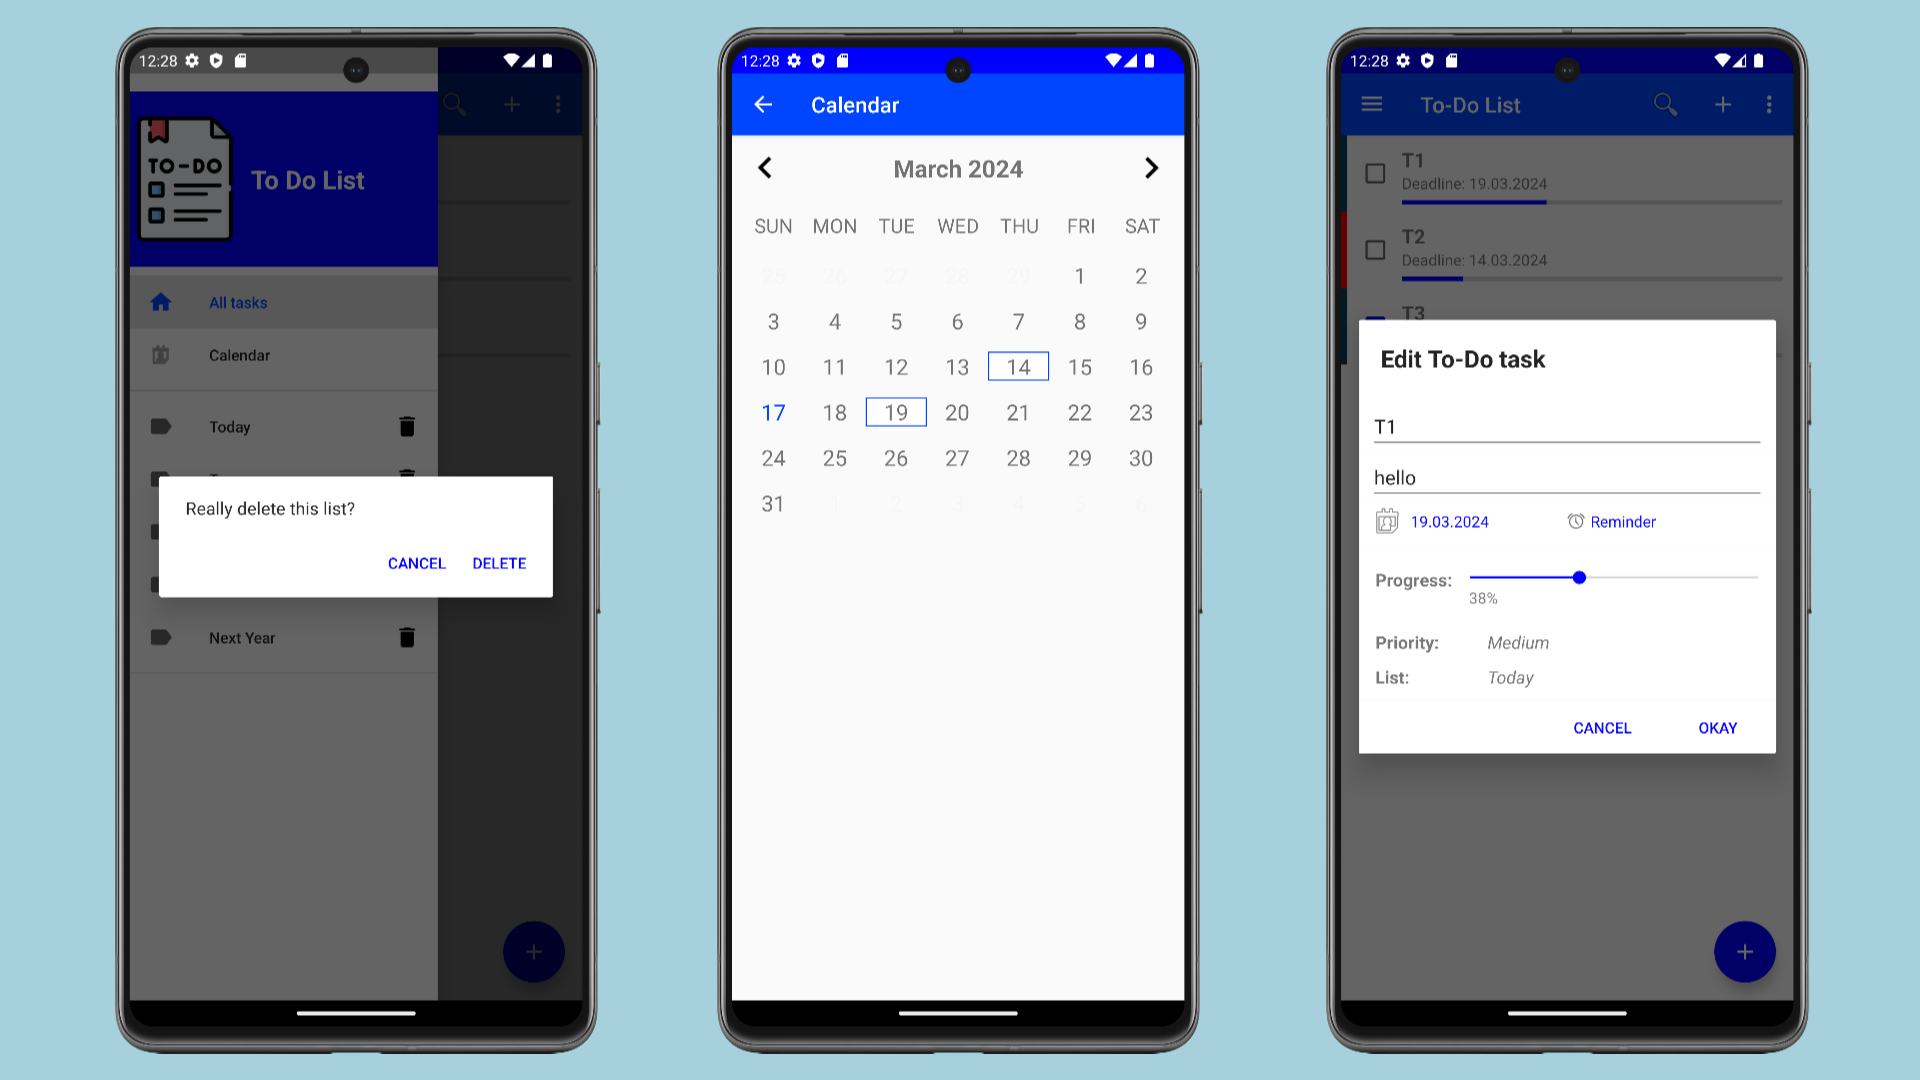 12:28
TO-DO
To Do List
All tasks
Calendar
Today
Really delete this list?
CANCEL DELETE
Next Year
12:28
Calendar
March 2024
SUN MON TUE WED THU FRI SAT
25 26 27 28 29 1 2
3 4 5 6 7 8 9
10 11 12 13 14 15 16
17 18 19 20 21 22 23
24 25 26 27 28 29 30
31 1 2 3 4 5 6
12:28
To-Do List
T1
Deadline: 19.03.2024
T2
Deadline: 14.03.2024
T3
Edit To-Do task
T1
hello
19.03.2024 Reminder
Progress:
38%
Priority: Medium
List: Today
CANCEL OKAY